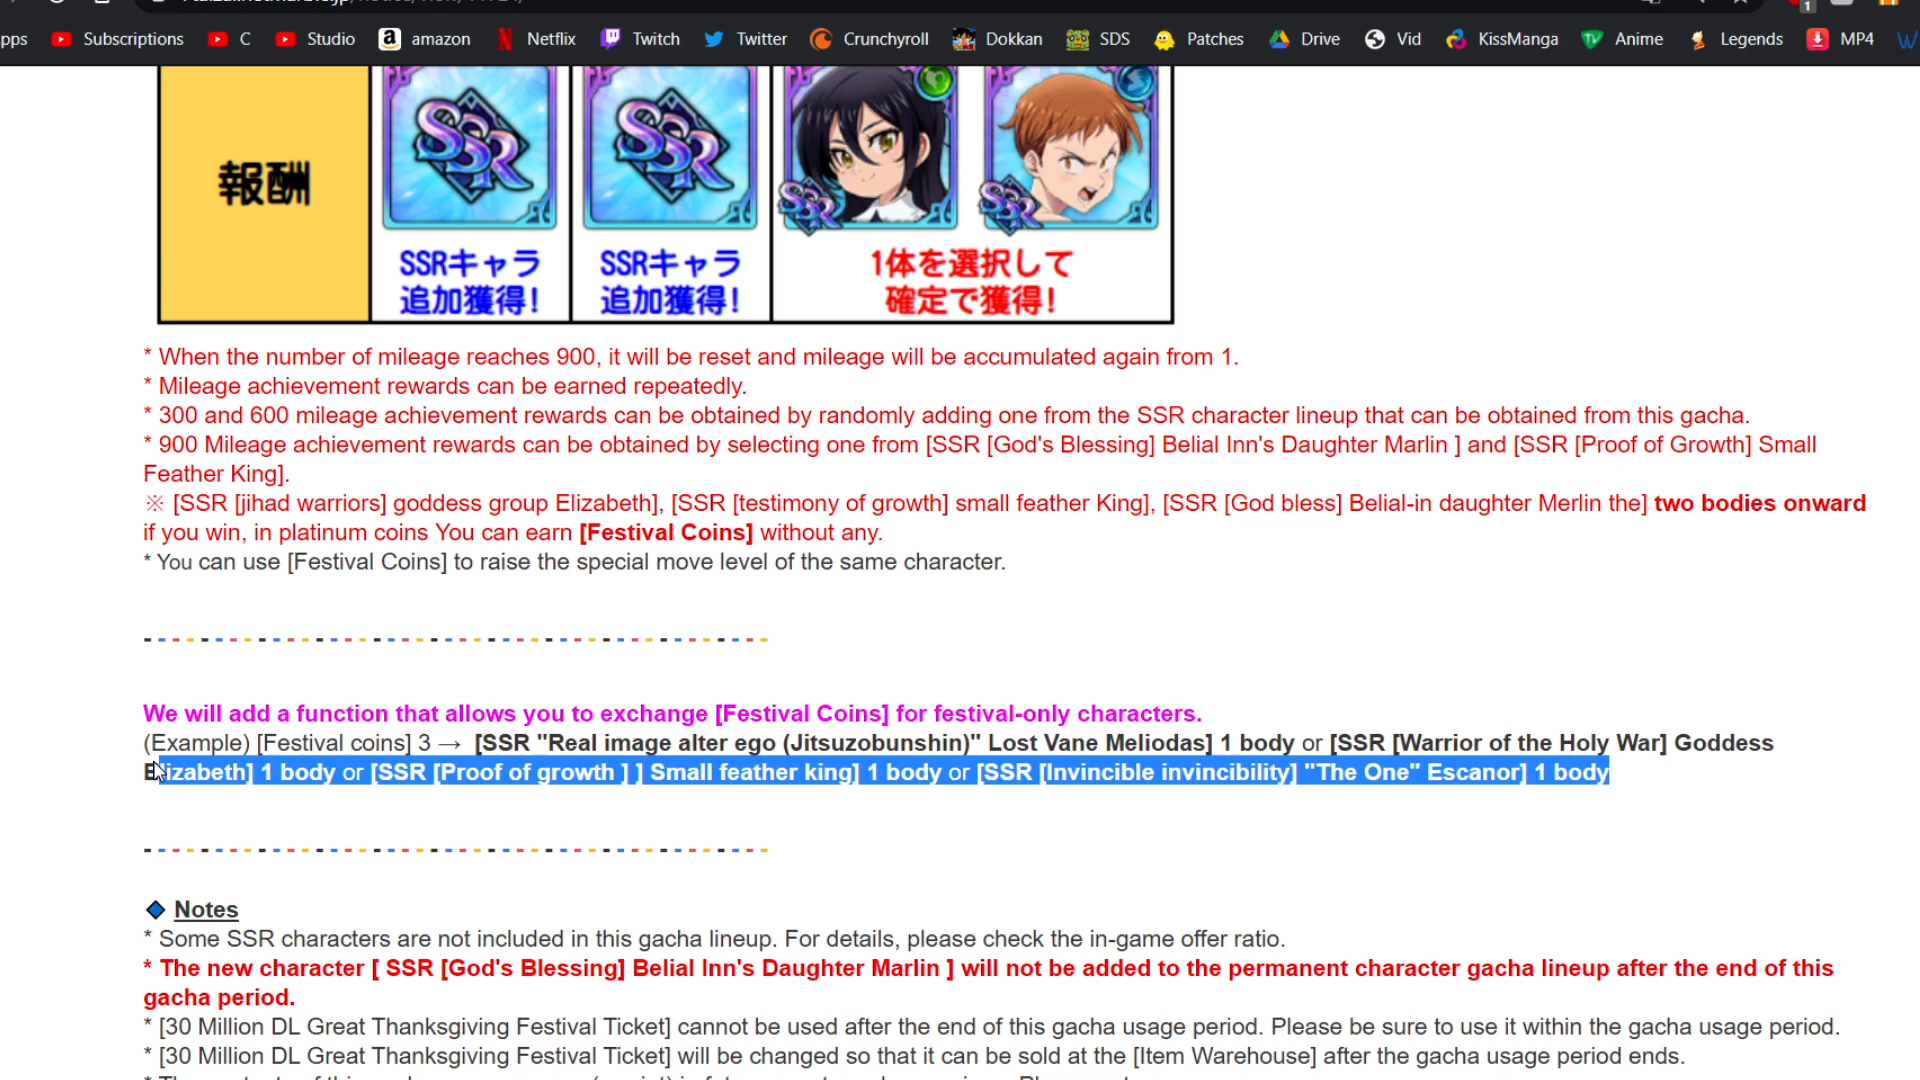 pps Subscriptions C Studio amazon Netflix Twitch Twitter Crunchyroll Dokkan SDS Patches Drive Vid KissManga Anime Legends MP4
報酬
SSR SSR SSR SSR
SSRキャラ
追加獲得!
SSRキャラ
追加獲得!
1体を選択して
確定で獲得!
* When the number of mileage reaches 900, it will be reset and mileage will be accumulated again from 1.
* Mileage achievement rewards can be earned repeatedly.
* 300 and 600 mileage achievement rewards can be obtained by randomly adding one from the SSR character lineup that can be obtained from this gacha.
* 900 Mileage achievement rewards can be obtained by selecting one from [SSR [God's Blessing] Belial Inn's Daughter Marlin ] and [SSR [Proof of Growth] Small
Feather King].
※ [SSR [jihad warriors] goddess group Elizabeth], [SSR [testimony of growth] small feather King], [SSR [God bless] Belial-in daughter Merlin the] two bodies onward
if you win, in platinum coins You can earn [Festival Coins] without any.
* You can use [Festival Coins] to raise the special move level of the same character.
We will add a function that allows you to exchange [Festival Coins] for festival-only characters.
(Example) [Festival coins] 3 → [SSR "Real image alter ego (Jitsuzobunshin)" Lost Vane Meliodas] 1 body or [SSR [Warrior of the Holy War] Goddess
Elizabeth] 1 body or [SSR [Proof of growth ] ] Small feather king] 1 body or [SSR [Invincible invincibility] "The One" Escanor] 1 body
◆ Notes
* Some SSR characters are not included in this gacha lineup. For details, please check the in-game offer ratio.
* The new character [ SSR [God's Blessing] Belial Inn's Daughter Marlin ] will not be added to the permanent character gacha lineup after the end of this
gacha period.
* [30 Million DL Great Thanksgiving Festival Ticket] cannot be used after the end of this gacha usage period. Please be sure to use it within the gacha usage period.
* [30 Million DL Great Thanksgiving Festival Ticket] will be changed so that it can be sold at the [Item Warehouse] after the gacha usage period ends.